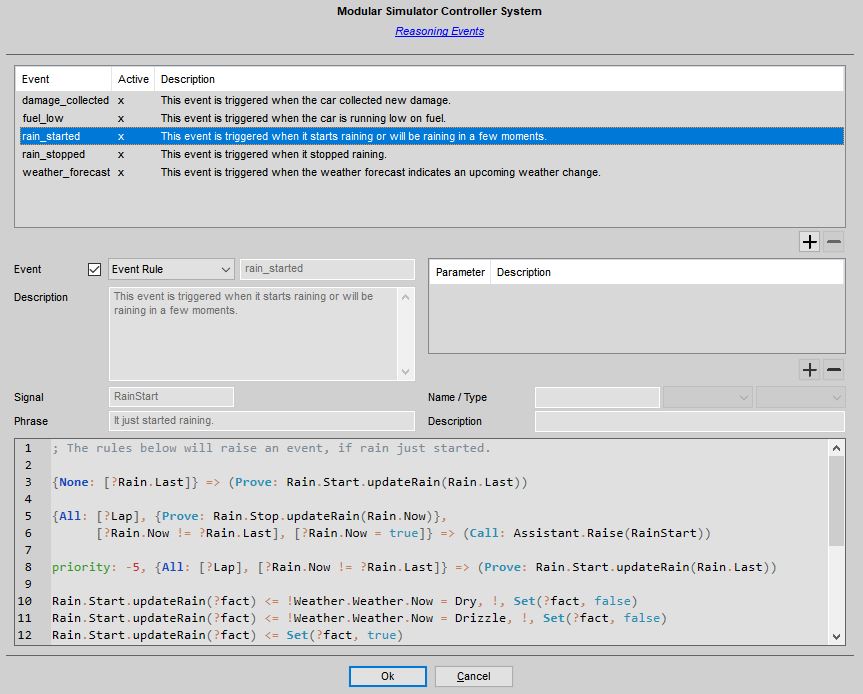 Modular Simulator Controller System
Reasoning Events
Event Active Description
damage_collected x This event is triggered when the car collected new damage.
fuel_low x This event is triggered when the car is running low on fuel.
rain_started x This event is triggered when it starts raining or will be raining in a few moments.
rain_stopped x This event is triggered when it stopped raining.
weather_forecast x This event is triggered when the weather forecast indicates an upcoming weather change.
Event Event Rule rain_started
Parameter Description
Description
This event is triggered when it starts raining or will be
raining in a few moments.
Signal RainStart
Name / Type
Phrase It just started raining.
Description
1 ; The rules below will raise an event, if rain just started.
2
3 {None: [?Rain.Last]} => (Prove: Rain.Start.updateRain(Rain.Last))
4
5 {All: [?Lap], {Prove: Rain.Stop.updateRain(Rain.Now)},
6 [?Rain.Now != ?Rain.Last], [?Rain.Now = true]} => (Call: Assistant.Raise(RainStart))
7
8 priority: -5, {All: [?Lap], [?Rain.Now != ?Rain.Last]} => (Prove: Rain.Start.updateRain(Rain.Last))
9
10 Rain.Start.updateRain(?fact) <= !Weather.Weather.Now = Dry, !, Set(?fact, false)
11 Rain.Start.updateRain(?fact) <= !Weather.Weather.Now = Drizzle, !, Set(?fact, false)
12 Rain.Start.updateRain(?fact) <= Set(?fact, true)
Ok
Cancel